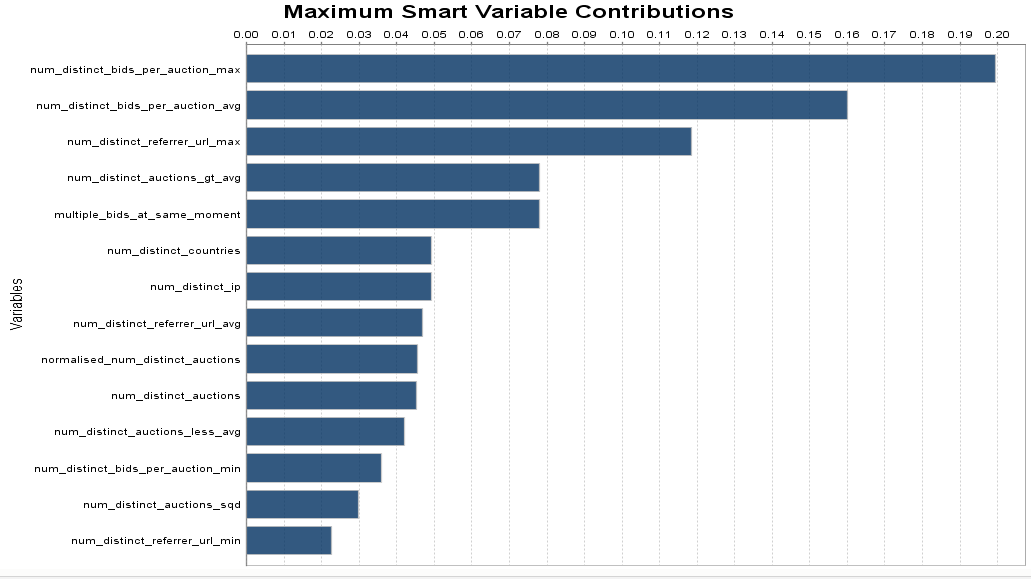 Maximum Smart Variable Contributions
0.00 0.01 0.02 0.03 0.04 0.05 0.06 0.07 0.08 0.09 0.10 0.11 0.12 0.13 0.14 0.15 0.16 0.17 0.18 0.19 0.20
Variables
num_distinct_bids_per_auction_max
num_distinct_bids_per_auction_avg
num_distinct_referrer_url_max
num_distinct_auctions_gt_avg
multiple_bids_at_same_moment
num_distinct_countries
num_distinct_ip
num_distinct_referrer_url_avg
normalised_num_distinct_auctions
num_distinct_auctions
num_distinct_auctions_less_avg
num_distinct_bids_per_auction_min
num_distinct_auctions_sqd
num_distinct_referrer_url_min